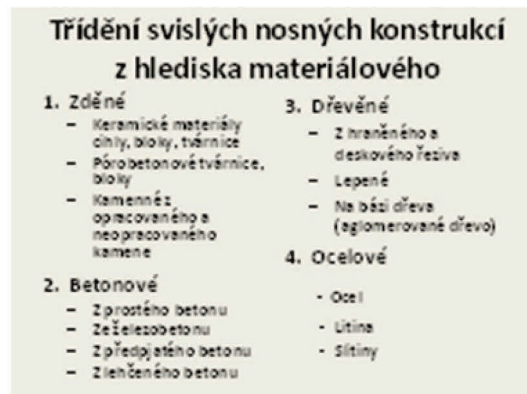 Třídění svislých nosných konstrukcí
z hlediska materiálového
1. Zděné
– Keramické materiály
cihly, bloky, tvárnice
– Pórobetonové tvárnice,
bloky
– Kamenné z
opracovaného a
neopracovaného
kamene
2. Betonové
– Z prostého betonu
– Ze železobetonu
– Z předpjatého betonu
– Z lehčeného betonu
3. Dřevěné
– Z hraněného a
deskového řeziva
– Lepené
– Na bázi dřeva
(aglomerované dřevo)
4. Ocelové
- Ocel
- Litina
- Slitiny